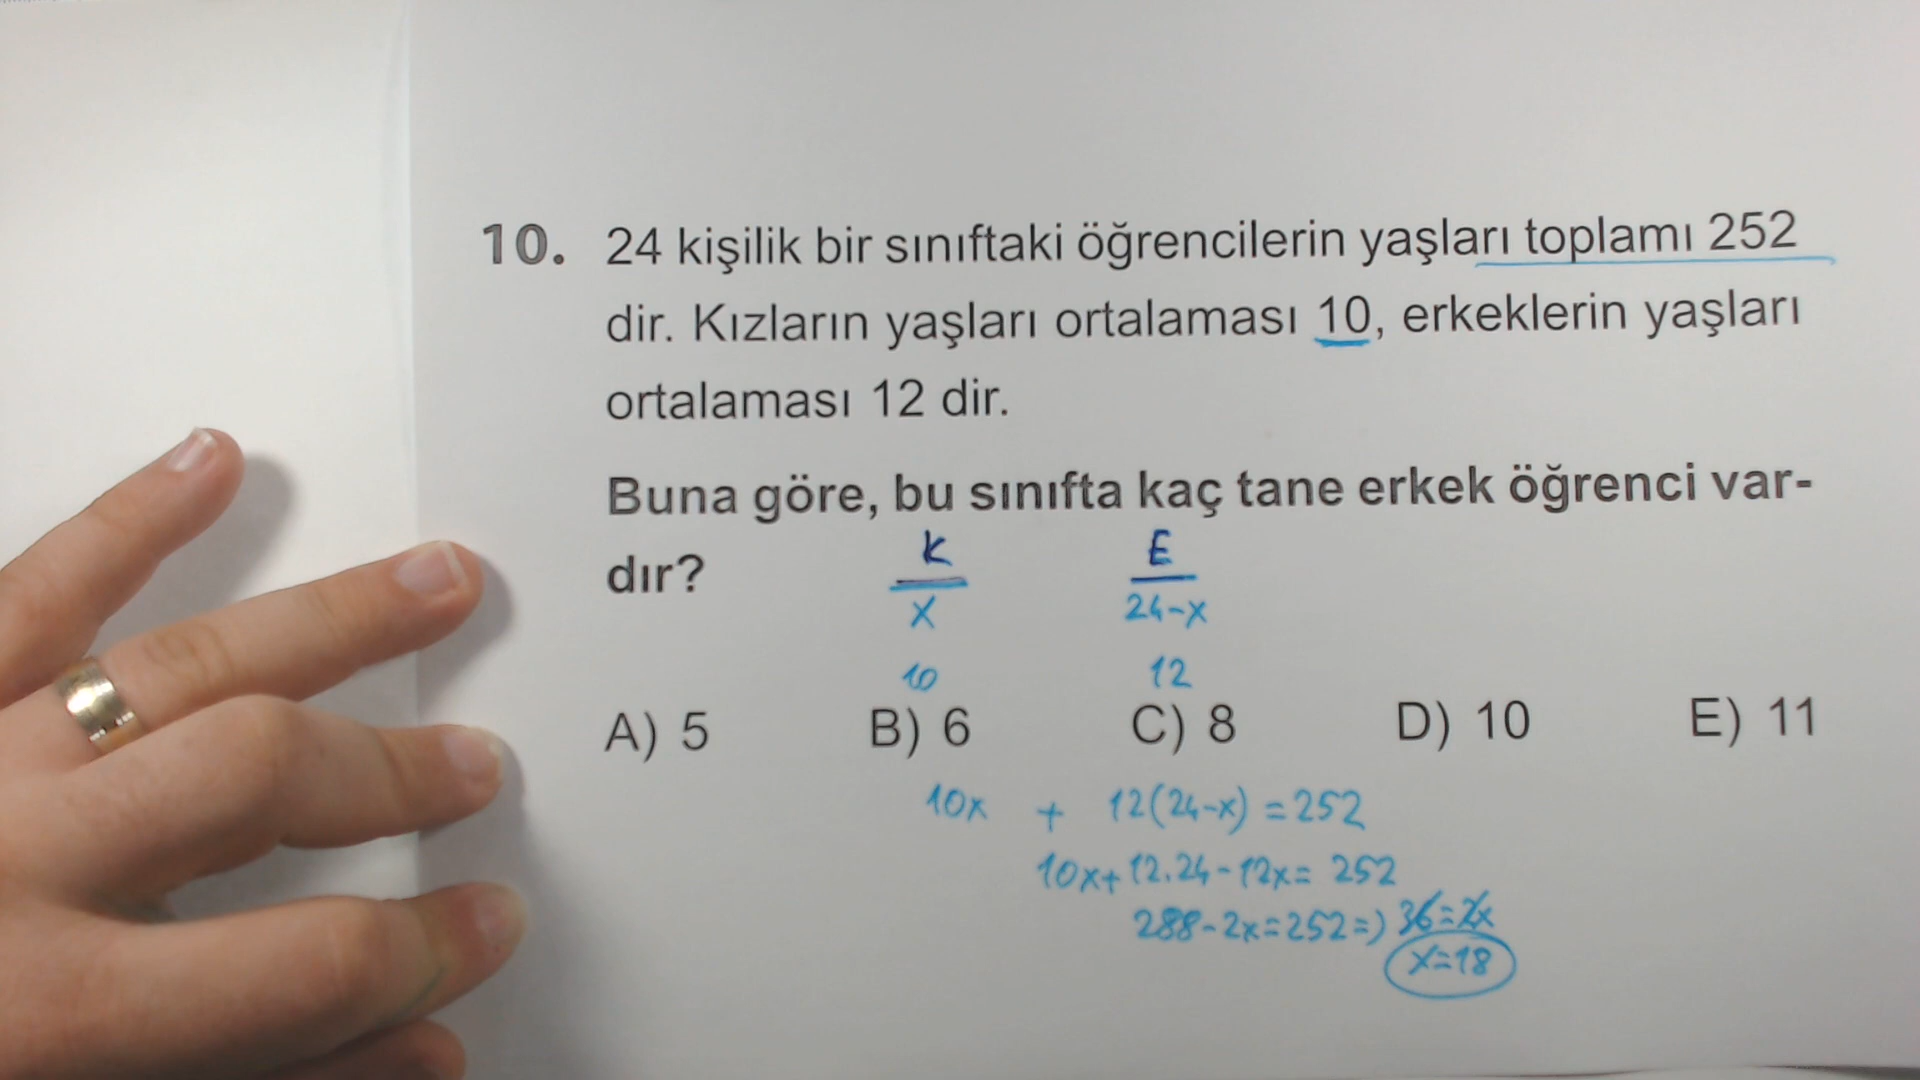 10. 24 kişilik bir sınıftaki öğrencilerin yaşları toplamı 252
dir. Kızların yaşları ortalaması 10, erkeklerin yaşları
ortalaması 12 dir.
Buna göre, bu sınıfta kaç tane erkek öğrenci var-
dır?
K E
x 24-x
10 12
A) 5 B) 6 C) 8 D) 10 E) 11
10x + 12(24-x) = 252
10x+12.24-12x= 252
288-2x=252=) 36=2x
x=18